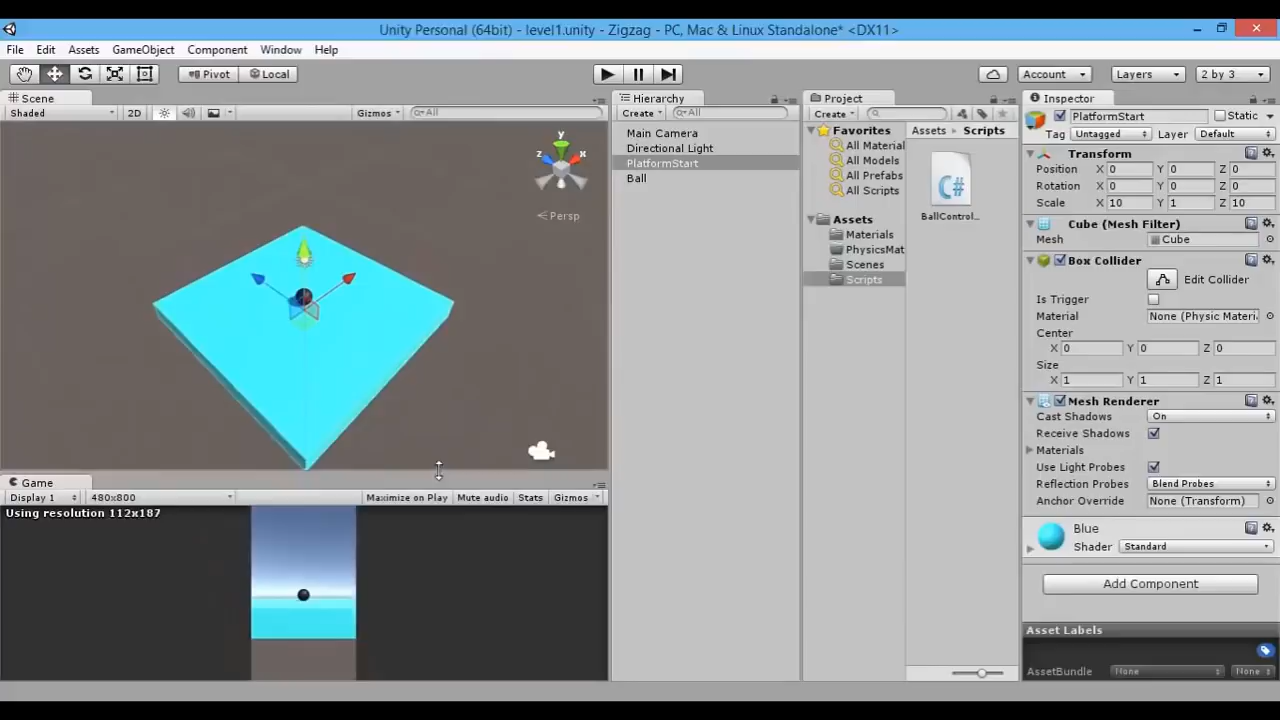 Unity Personal (64bit) - level1.unity - Zigzag - PC, Mac & Linux Standalone* <DX11>
File Edit Assets GameObject Component Window Help
Pivot Local Account Layers 2 by 3
Scene
Shaded 2D Gizmos All
y
z x
Persp
Game
Display 1 480x800 Maximize on Play Mute audio Stats Gizmos
Using resolution 112x187
Hierarchy
Create All
Main Camera
Directional Light
PlatformStart
Ball
Project
Create
Favorites
All Material
All Models
All Prefabs
All Scripts
Assets
Materials
PhysicsMat
Scenes
Scripts
Assets Scripts
C#
BallControl...
Inspector
PlatformStart Static
Tag Untagged Layer Default
Transform
Position X 0 Y 0 Z 0
Rotation X 0 Y 0 Z 0
Scale X 10 Y 1 Z 10
Cube (Mesh Filter)
Mesh Cube
Box Collider
Edit Collider
Is Trigger
Material None (Physic Materi
Center
X 0 Y 0 Z 0
Size
X 1 Y 1 Z 1
Mesh Renderer
Cast Shadows On
Receive Shadows
Materials
Use Light Probes
Reflection Probes Blend Probes
Anchor Override None (Transform)
Blue
Shader Standard
Add Component
Asset Labels
AssetBundle None None